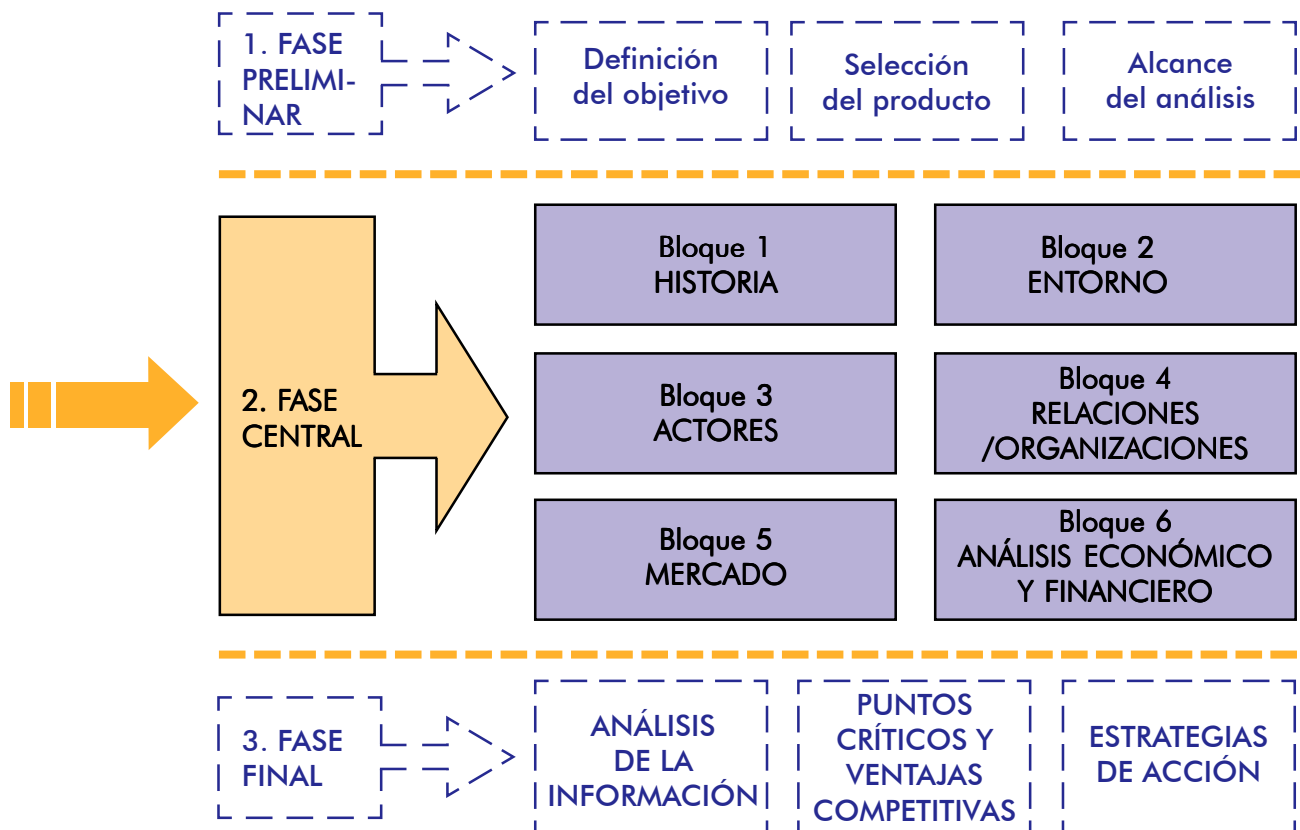 1. FASE
PRELIMI-
NAR
Definición
del objetivo
Selección
del producto
Alcance
del análisis
2. FASE
CENTRAL
Bloque 1
HISTORIA
Bloque 2
ENTORNO
Bloque 3
ACTORES
Bloque 4
RELACIONES
/ORGANIZACIONES
Bloque 5
MERCADO
Bloque 6
ANÁLISIS ECONÓMICO
Y FINANCIERO
3. FASE
FINAL
ANÁLISIS
DE LA
INFORMACIÓN
PUNTOS
CRÍTICOS Y
VENTAJAS
COMPETITIVAS
ESTRATEGIAS
DE ACCIÓN